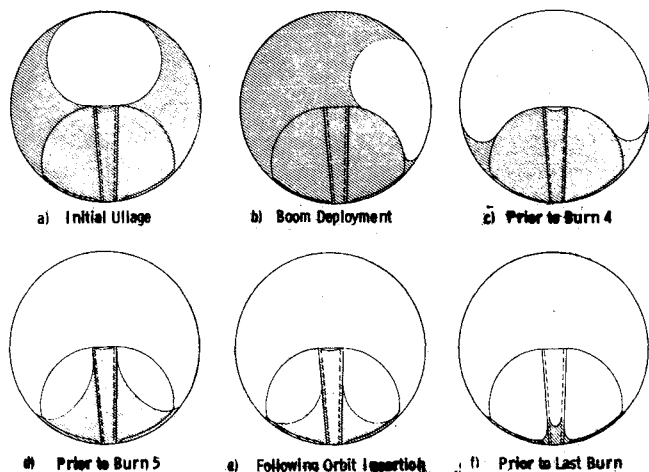 a) Initial Ullage
b) Boom Deployment
c) Prior to Burn 4
d) Prior to Burn 5
e) Following Orbit Insertion
f) Prior to Last Burn